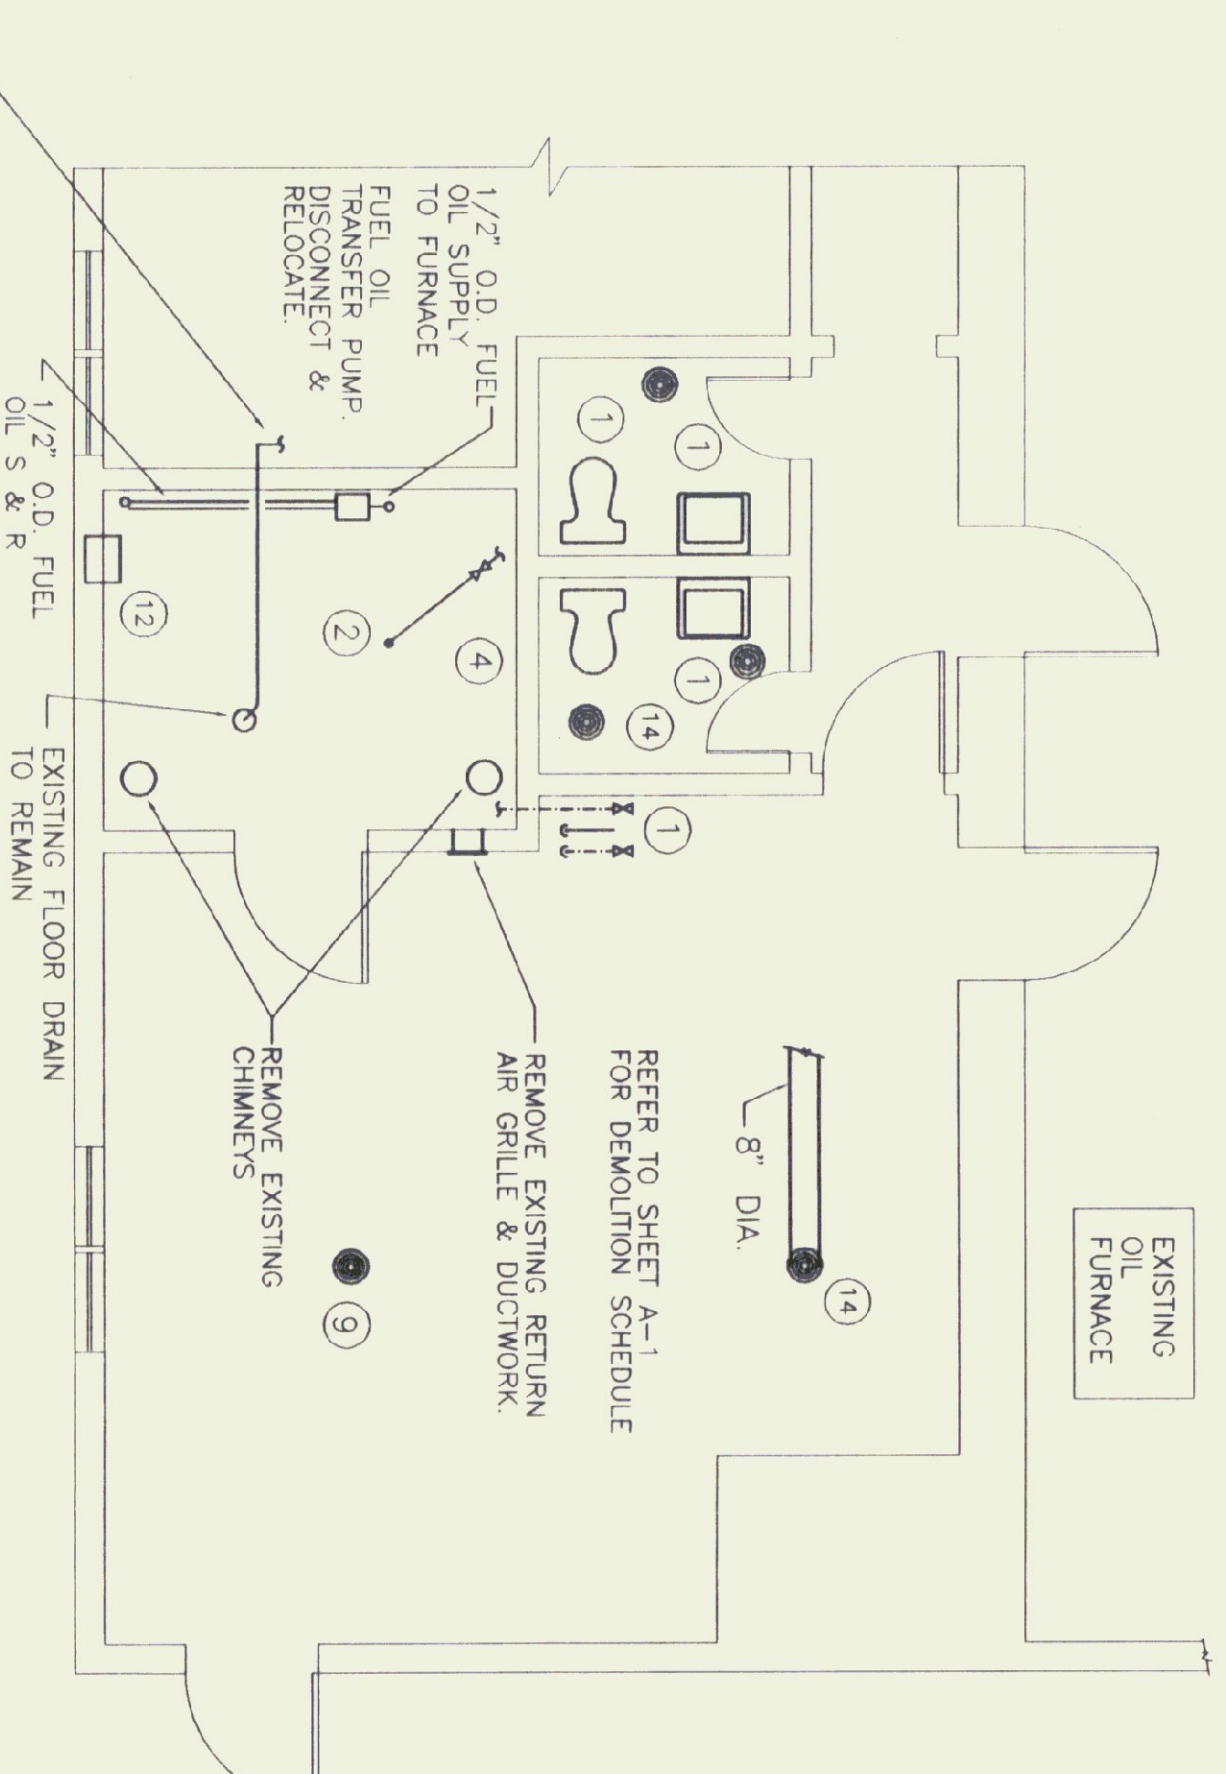 EXISTING
OIL
FURNACE
14
8" DIA.
REFER TO SHEET A-1
FOR DEMOLITION SCHEDULE
REMOVE EXISTING RETURN
AIR GRILLE & DUCTWORK.
9
REMOVE EXISTING
CHIMNEYS
1
1
1
1
14
1/2" O.D. FUEL
OIL SUPPLY
TO FURNACE
FUEL OIL
TRANSFER PUMP.
DISCONNECT &
RELOCATE.
4
2
12
1/2" O.D. FUEL
OIL S & R
EXISTING FLOOR DRAIN
TO REMAIN